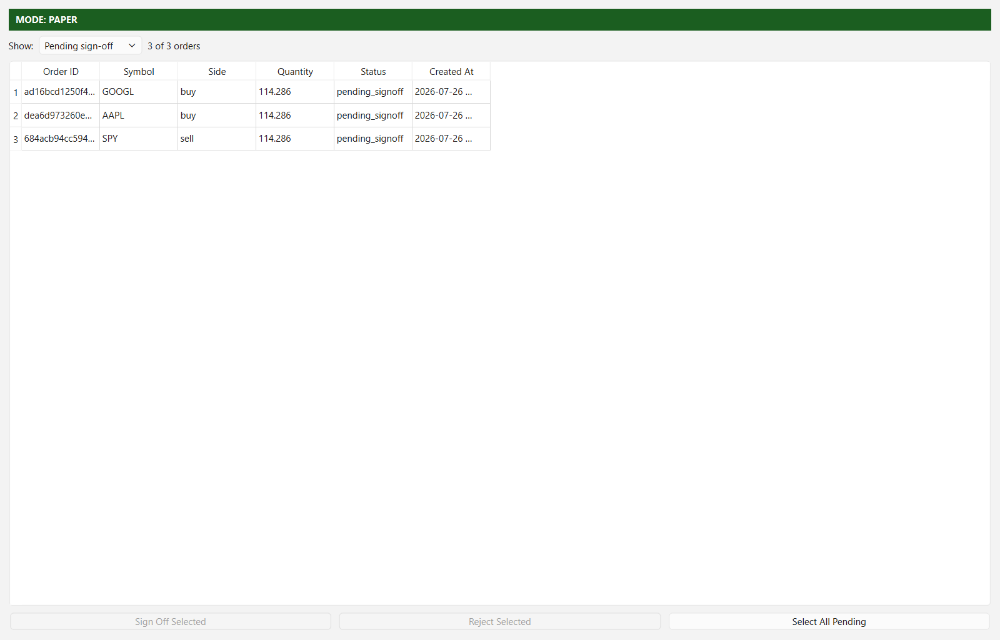 MODE: PAPER
Show: Pending sign-off 3 of 3 orders
Order ID Symbol Side Quantity Status Created At
1 ad16bcd1250f4... GOOGL buy 114.286 pending_signoff 2026-07-26 ...
2 dea6d973260e... AAPL buy 114.286 pending_signoff 2026-07-26 ...
3 684acb94cc594... SPY sell 114.286 pending_signoff 2026-07-26 ...
Sign Off Selected Reject Selected Select All Pending